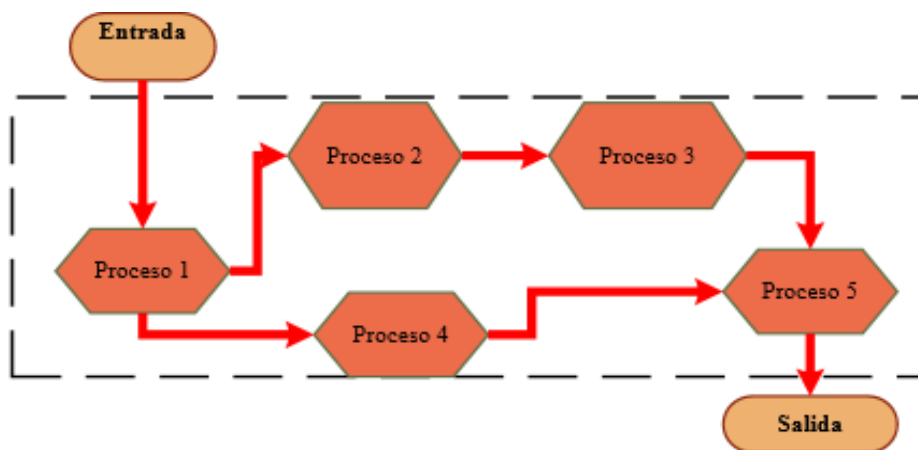 Entrada
Proceso 2
Proceso 3
Proceso 1
Proceso 5
Proceso 4
Salida